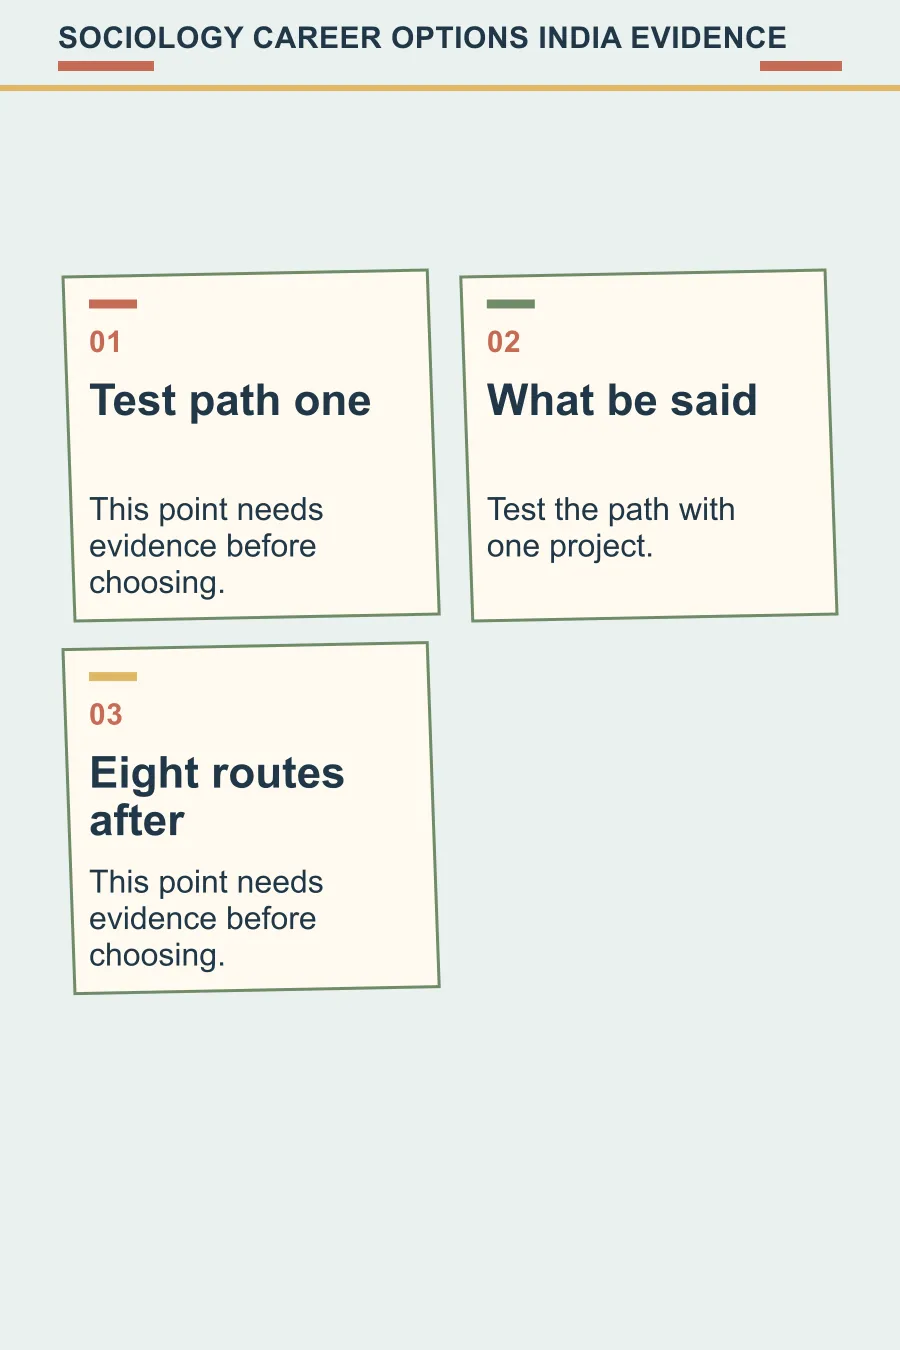 SOCIOLOGY CAREER OPTIONS INDIA EVIDENCE
01
Test path one
This point needs
evidence before
choosing.
02
What be said
Test the path with
one project.
03
Eight routes
after
This point needs
evidence before
choosing.